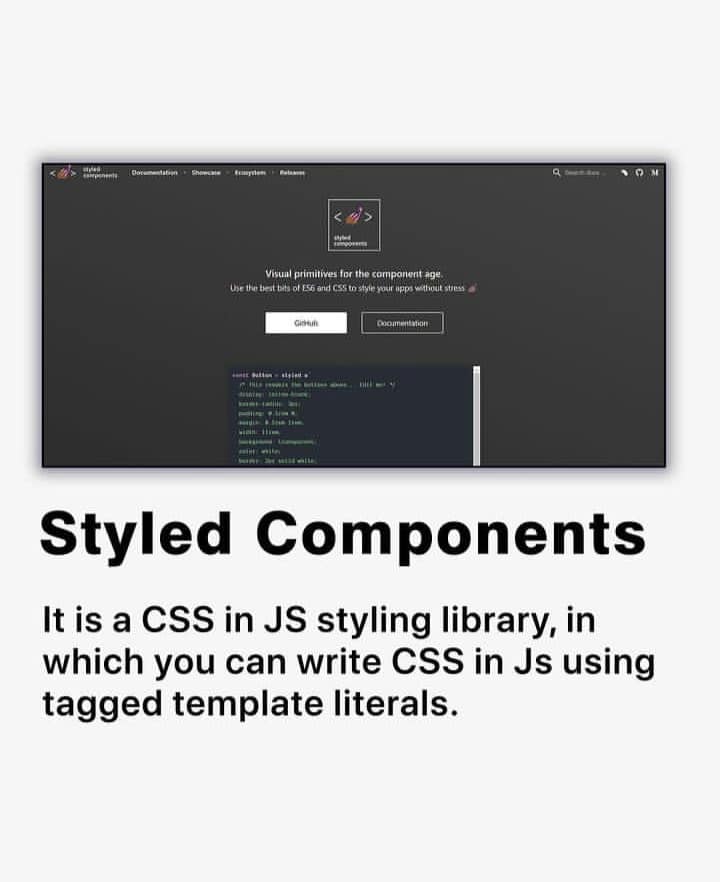 styled
components
Documentation · Showcase · Ecosystem · Releases
Search docs ...
M
< >
styled
components
Visual primitives for the component age.
Use the best bits of ES6 and CSS to style your apps without stress
GitHub
Documentation
const Button = styled.a`
/* This renders the buttons above... Edit me! */
display: inline-block;
border-radius: 3px;
padding: 0.5rem 0;
margin: 0.5rem 1rem;
width: 11rem;
background: transparent;
color: white;
border: 2px solid white;
Styled Components
It is a CSS in JS styling library, in
which you can write CSS in Js using
tagged template literals.